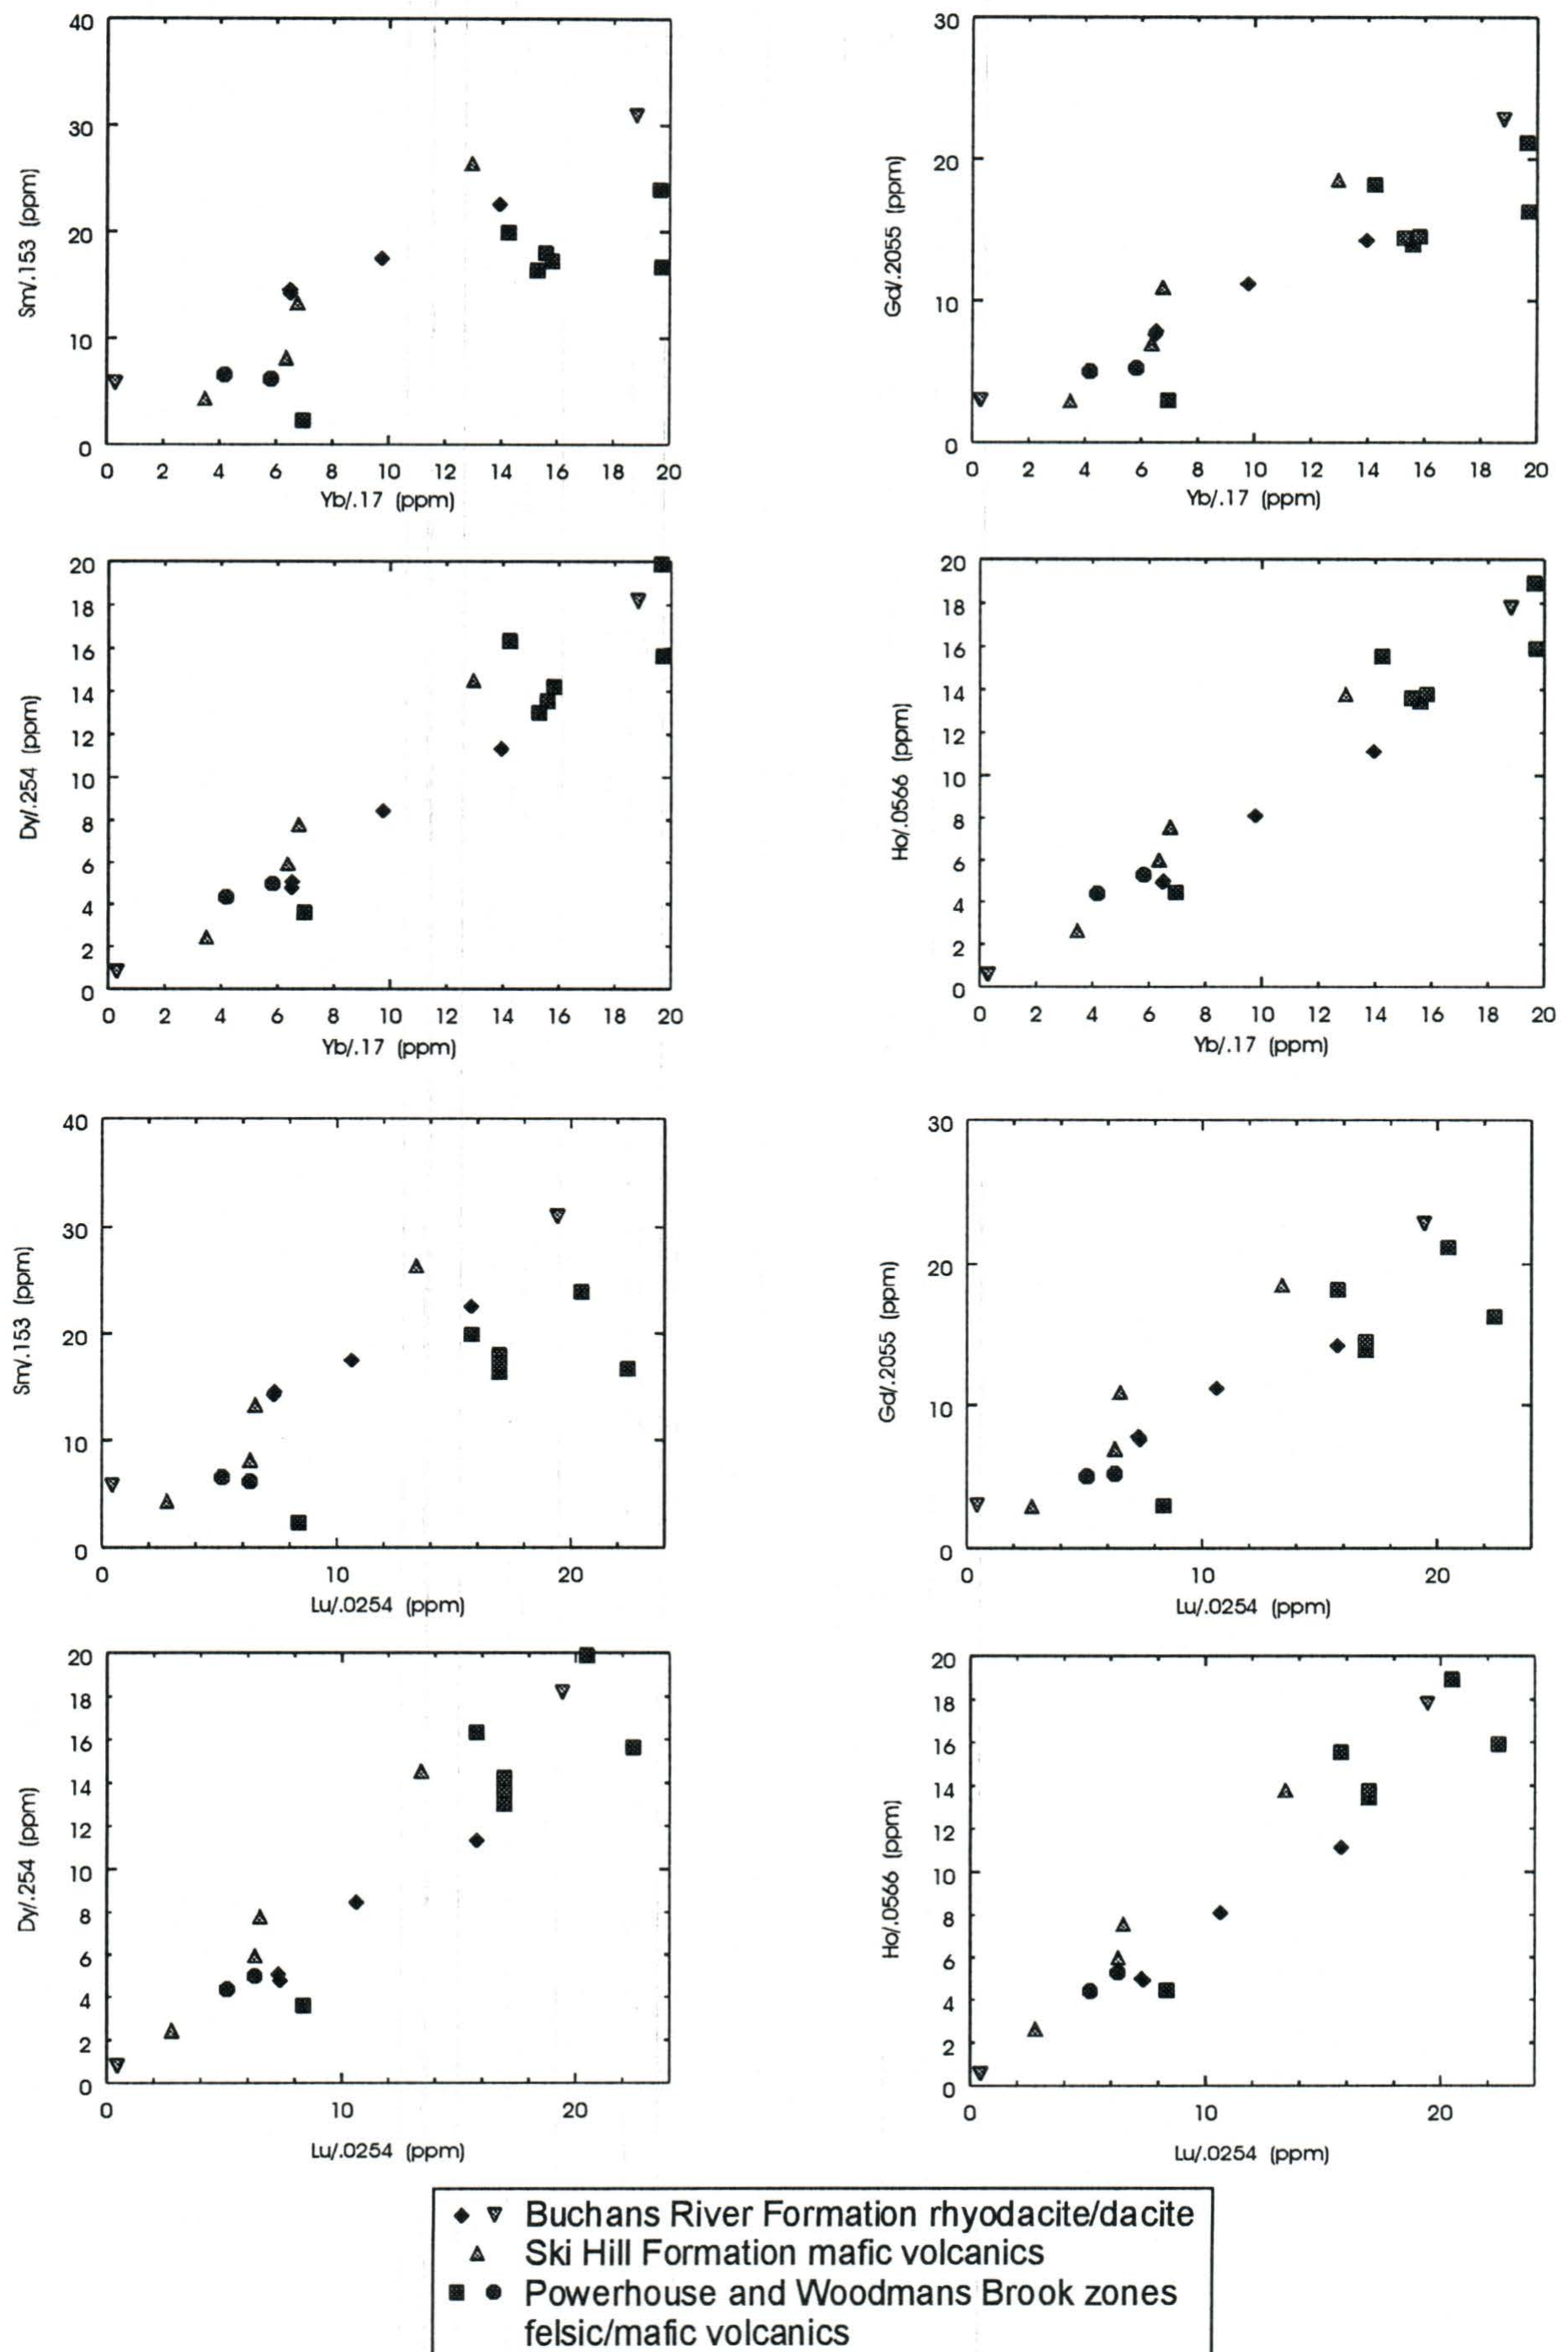 40
30
20
10
0
Sm/.153 (ppm)
0 2 4 6 8 10 12 14 16 18 20
Yb/.17 (ppm)
30
20
10
0
Gd/.2055 (ppm)
0 2 4 6 8 10 12 14 16 18 20
Yb/.17 (ppm)
20
18
16
14
12
10
8
6
4
2
0
Dy/.254 (ppm)
0 2 4 6 8 10 12 14 16 18 20
Yb/.17 (ppm)
20
18
16
14
12
10
8
6
4
2
0
Ho/.0566 (ppm)
0 2 4 6 8 10 12 14 16 18 20
Yb/.17 (ppm)
40
30
20
10
0
Sm/.153 (ppm)
0 10 20
Lu/.0254 (ppm)
30
20
10
0
Gd/.2055 (ppm)
0 10 20
Lu/.0254 (ppm)
20
18
16
14
12
10
8
6
4
2
0
Dy/.254 (ppm)
0 10 20
Lu/.0254 (ppm)
20
18
16
14
12
10
8
6
4
2
0
Ho/.0566 (ppm)
0 10 20
Lu/.0254 (ppm)
Buchans River Formation rhyodacite/dacite
Ski Hill Formation mafic volcanics
Powerhouse and Woodmans Brook zones
felsic/mafic volcanics